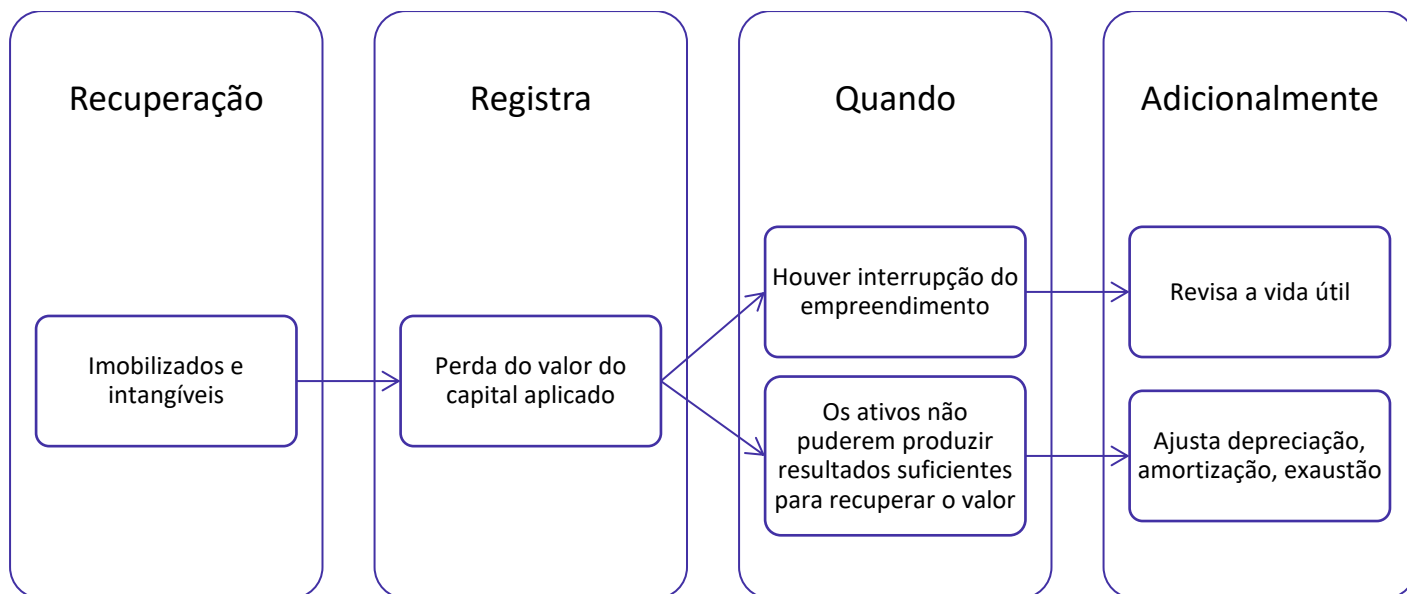 Recuperação
Registra
Quando
Adicionalmente
Imobilizados e
intangíveis
Perda do valor do
capital aplicado
Houver interrupção do
empreendimento
Os ativos não
puderem produzir
resultados suficientes
para recuperar o valor
Revisa a vida útil
Ajusta depreciação,
amortização, exaustão